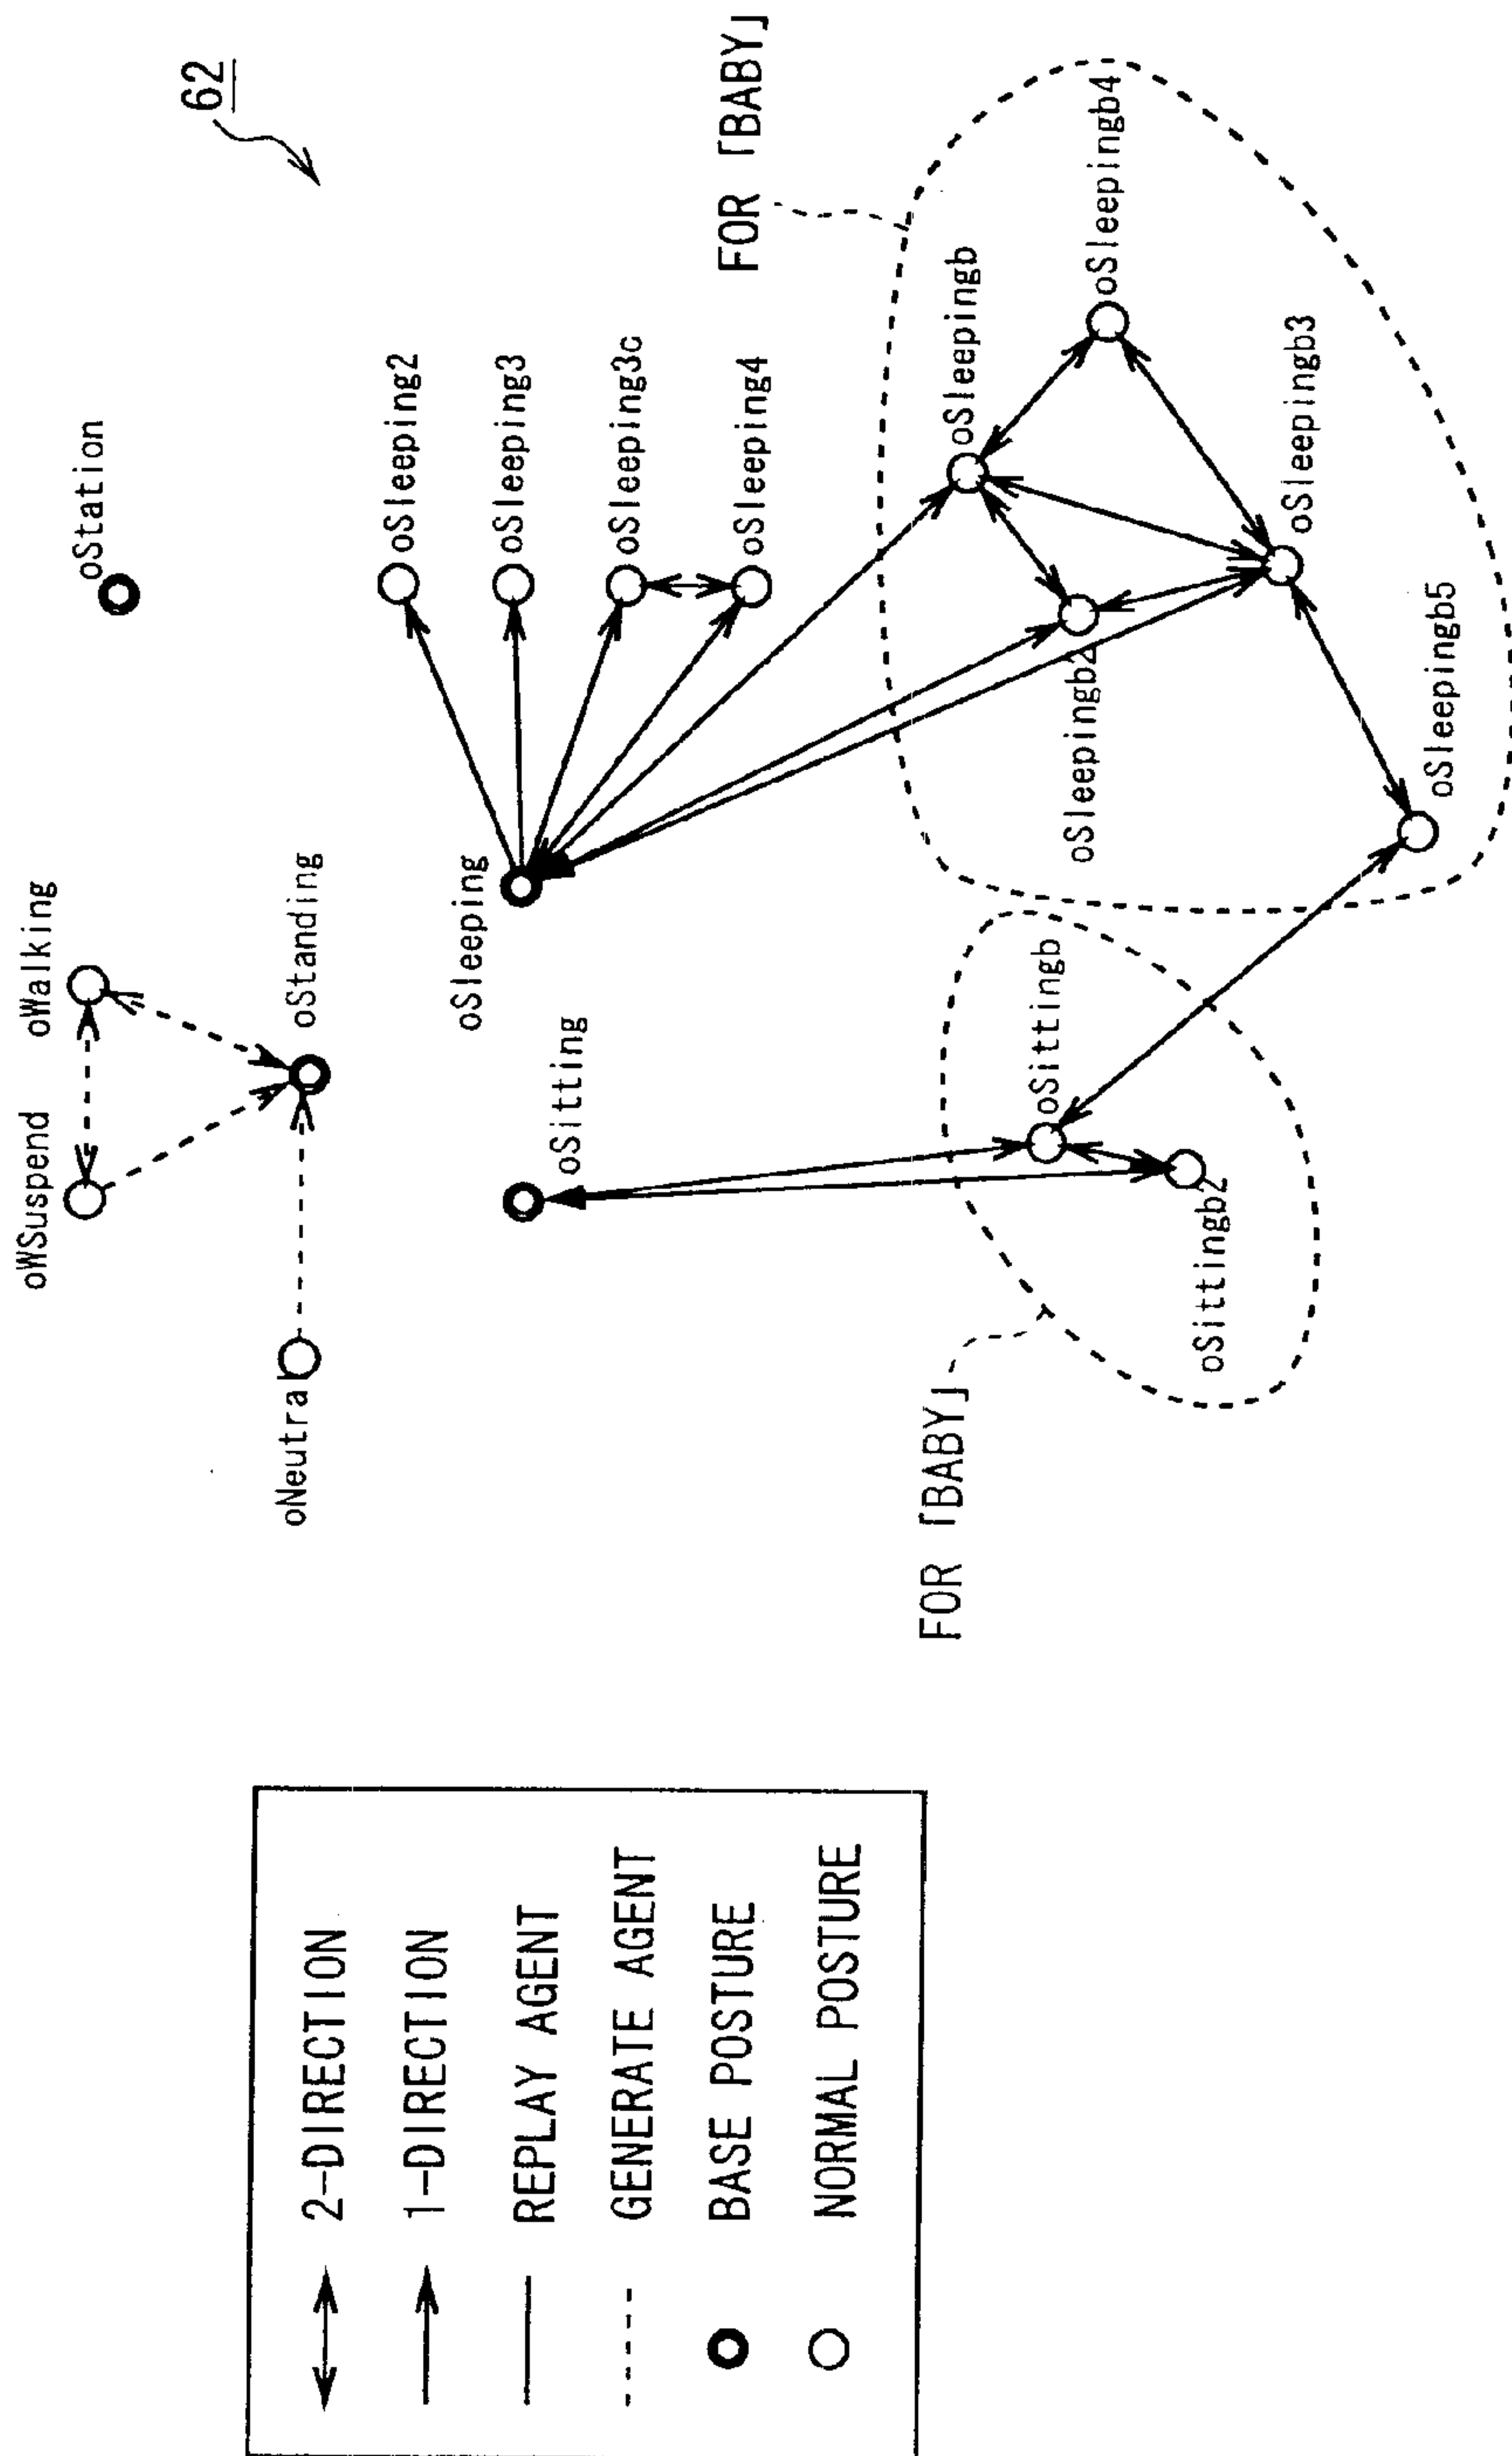 62
oStation
oWalking
oWSuspend
oStanding
oNeutral
oSleeping2
oSleeping3
oSleeping3c
oSleeping4
oSleeping
oSitting
FOR 「BABY」
oSleepingb
oSleepingb4
oSleepingb2
oSleepingb3
oSleepingb5
oSittingb
oSittingb2
FOR 「BABY」
2-DIRECTION
1-DIRECTION
REPLAY AGENT
GENERATE AGENT
BASE POSTURE
NORMAL POSTURE